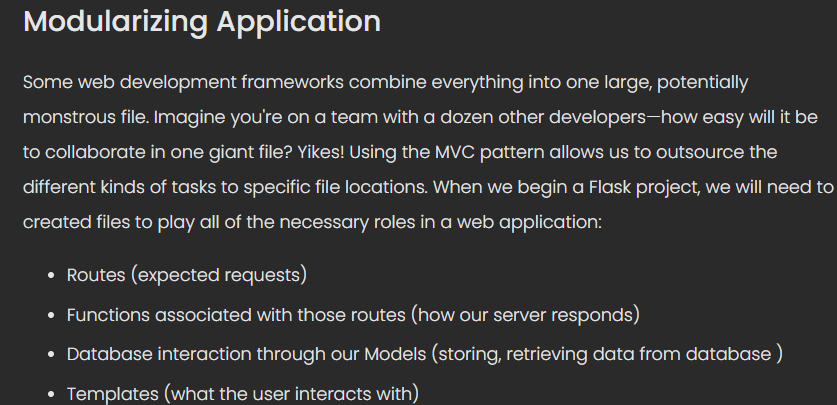 Modularizing Application
Some web development frameworks combine everything into one large, potentially
monstrous file. Imagine you're on a team with a dozen other developers—how easy will it be
to collaborate in one giant file? Yikes! Using the MVC pattern allows us to outsource the
different kinds of tasks to specific file locations. When we begin a Flask project, we will need to
created files to play all of the necessary roles in a web application:
• Routes (expected requests)
• Functions associated with those routes (how our server responds)
• Database interaction through our Models (storing, retrieving data from database )
• Templates (what the user interacts with)